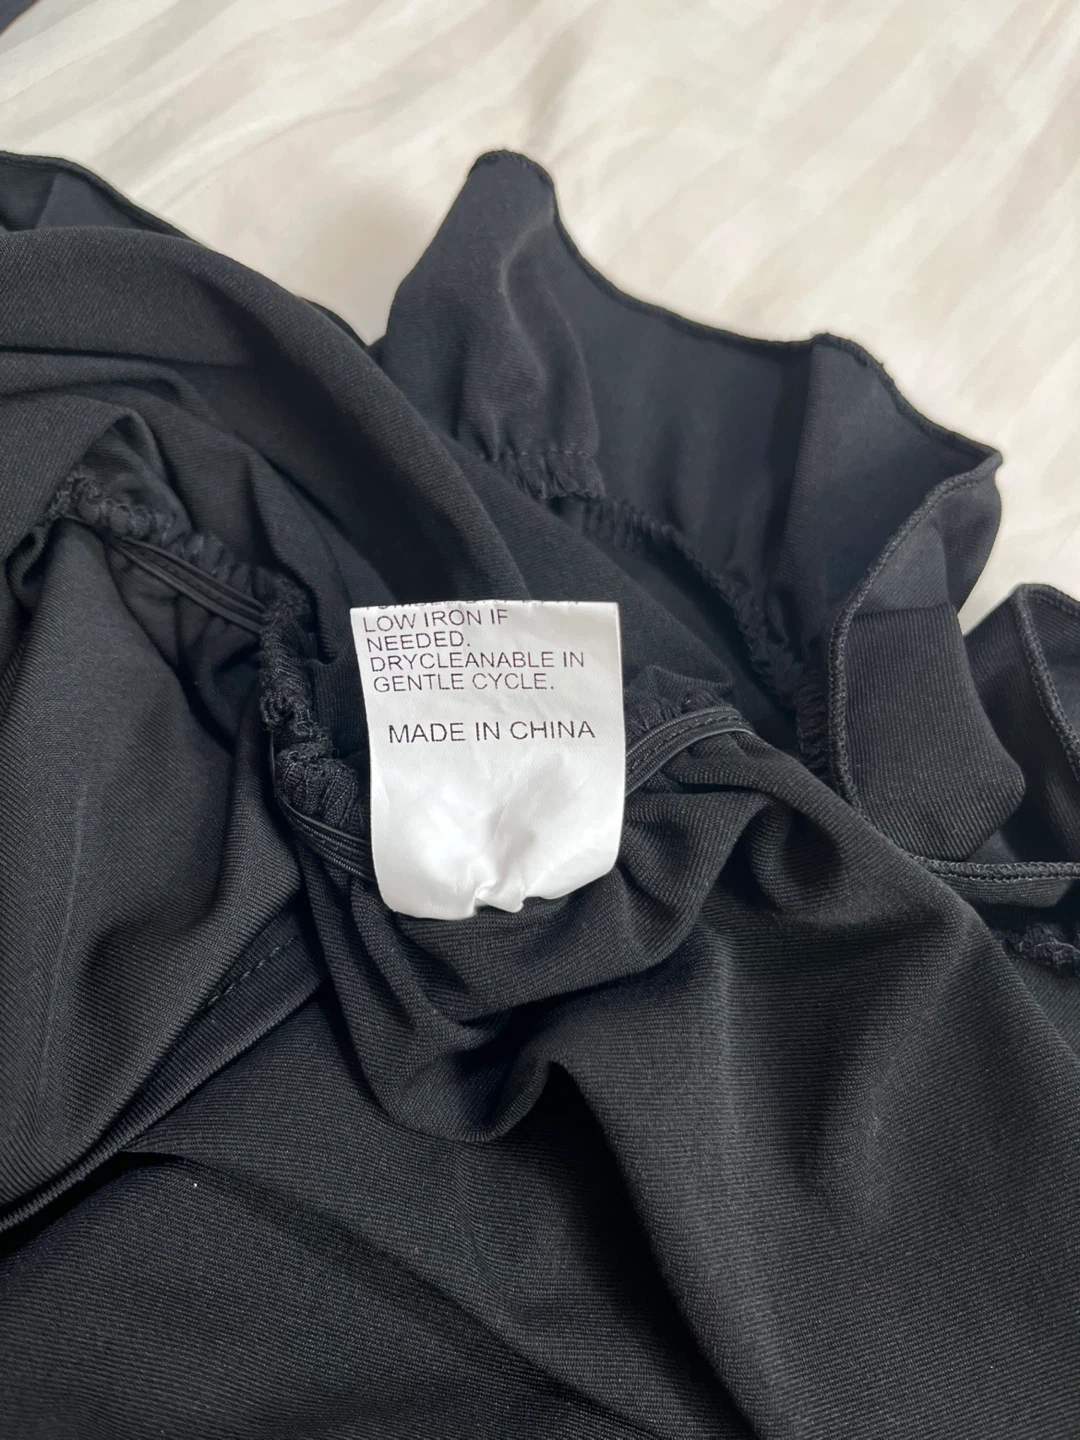 LOW IRON IF
NEEDED.
DRYCLEANABLE IN
GENTLE CYCLE.
MADE IN CHINA